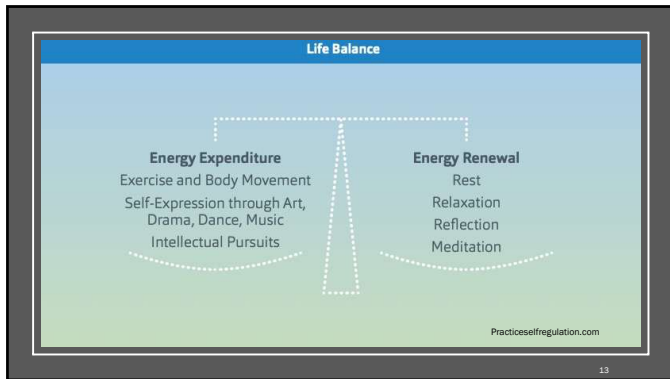 Life Balance
Energy Expenditure
Exercise and Body Movement
Self-Expression through Art,
Drama, Dance, Music
Intellectual Pursuits
Energy Renewal
Rest
Relaxation
Reflection
Meditation
Practiceselfregulation.com
13